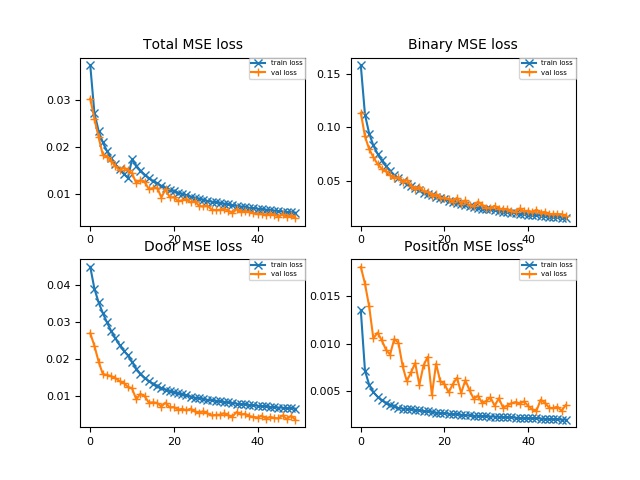 Total MSE loss
train loss
val loss
0.03
0.02
0.01
0
20
40
Binary MSE loss
train loss
val loss
0.15
0.10
0.05
0
20
40
Door MSE loss
train loss
val loss
0.04
0.03
0.02
0.01
0
20
40
Position MSE loss
train loss
val loss
0.015
0.010
0.005
0
20
40